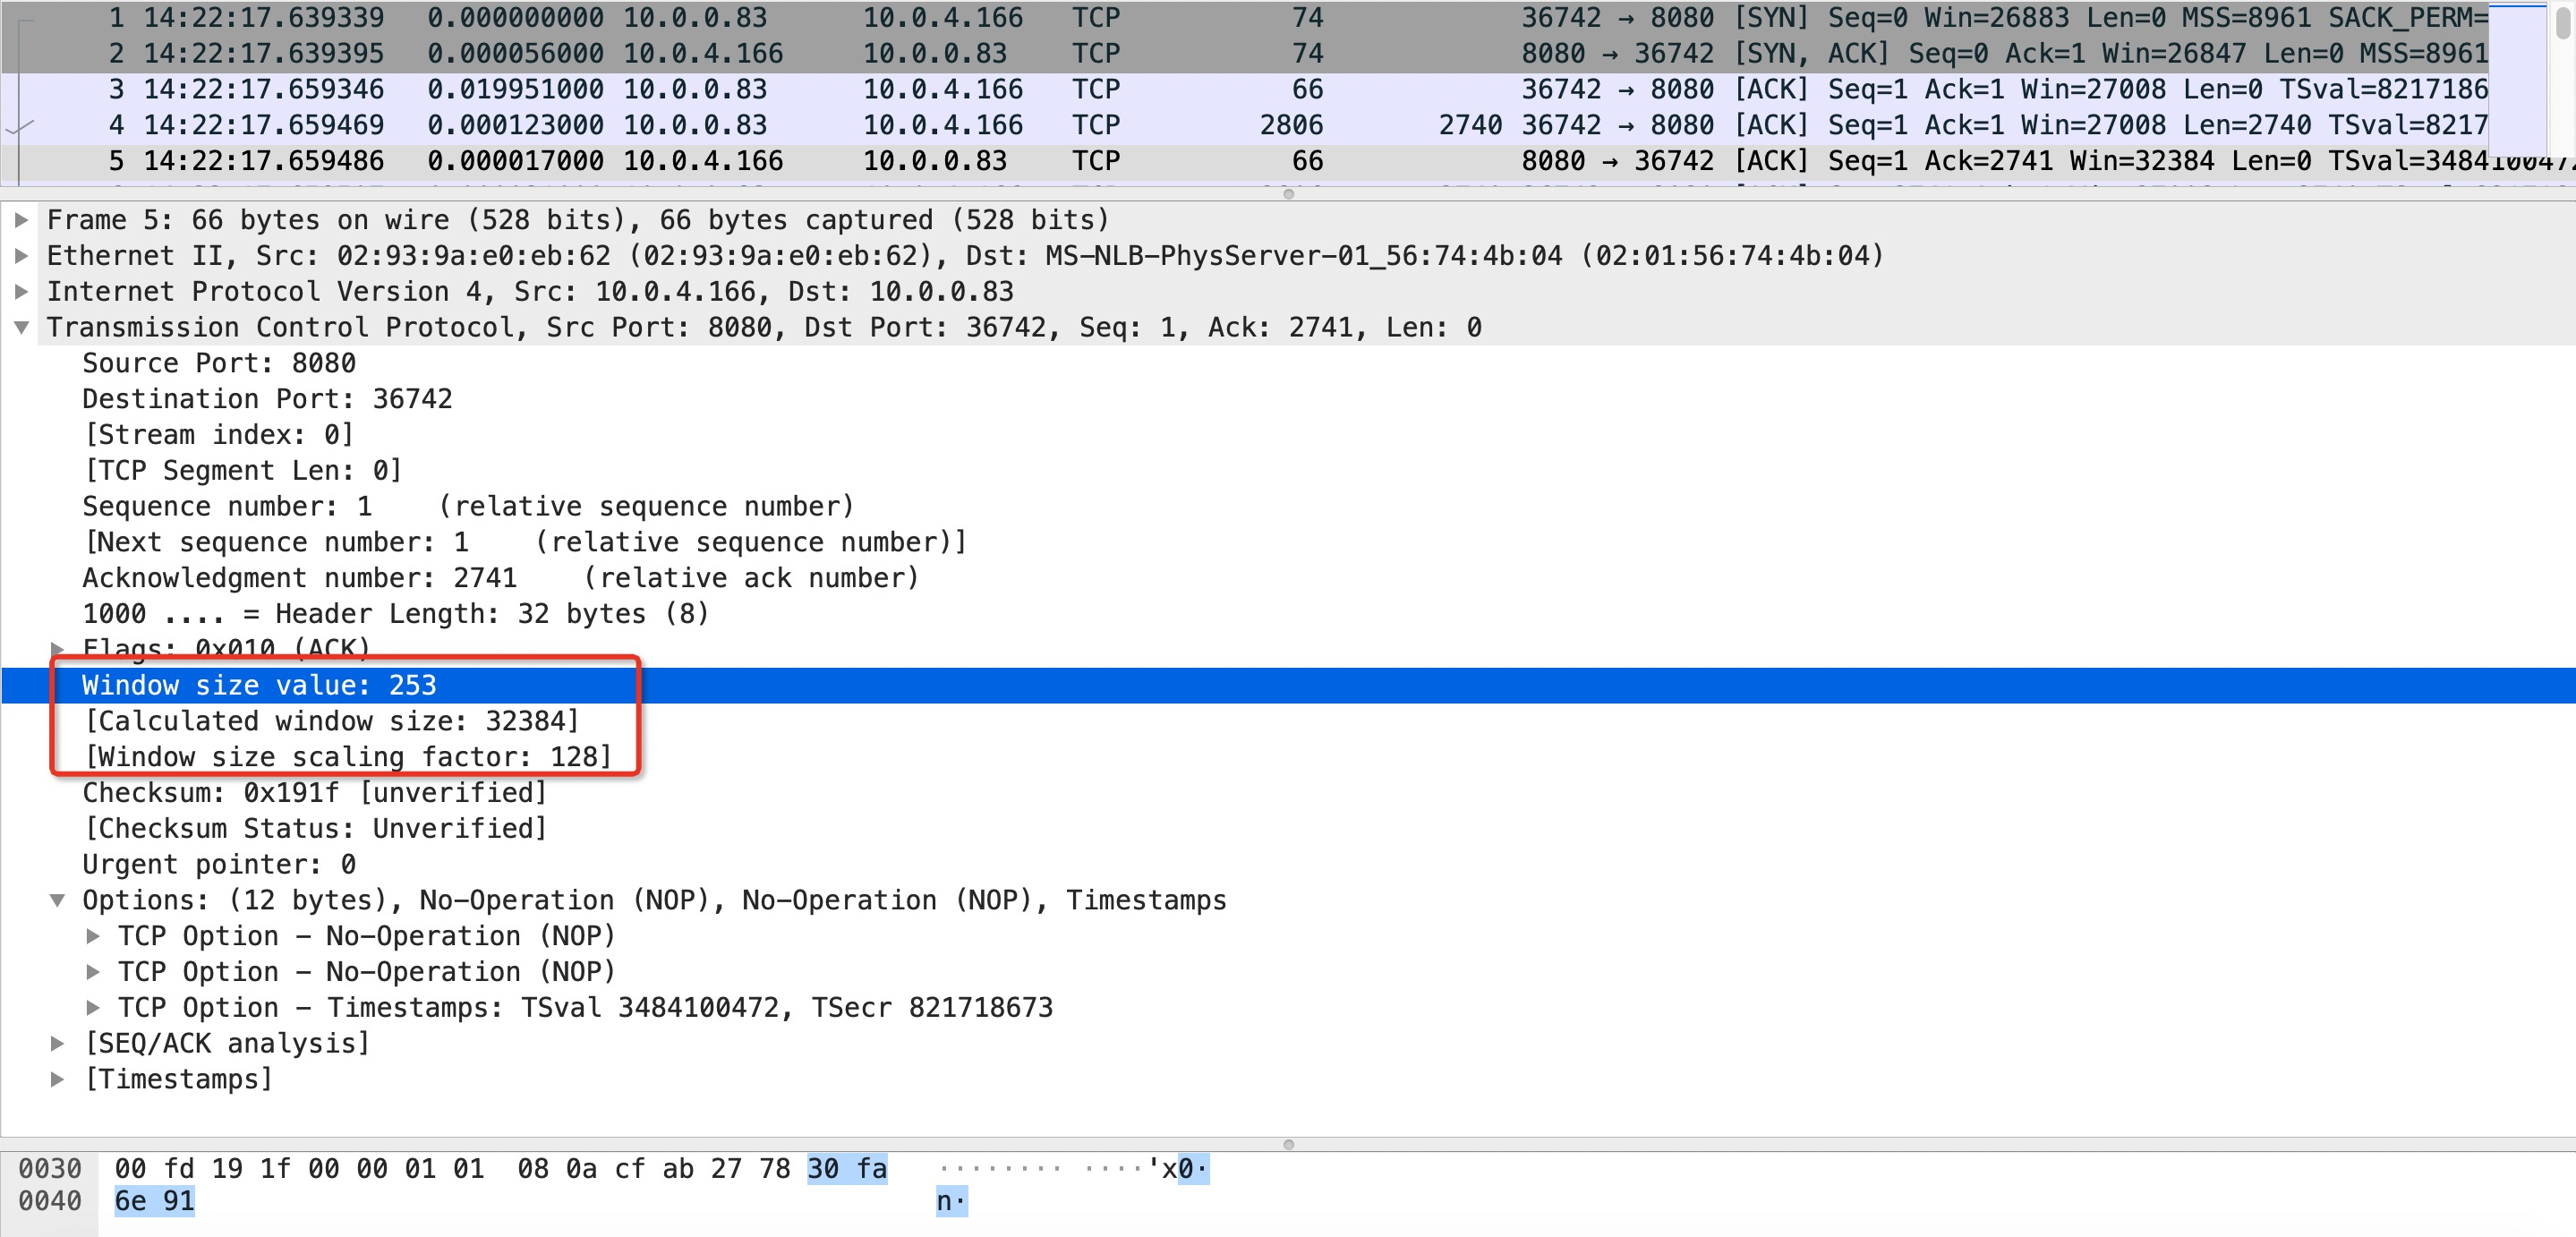 1 14:22:17.639339 0.000000000 10.0.0.83 10.0.4.166 TCP 74 36742 → 8080 [SYN] Seq=0 Win=26883 Len=0 MSS=8961 SACK_PERM=
2 14:22:17.639395 0.000056000 10.0.4.166 10.0.0.83 TCP 74 8080 → 36742 [SYN, ACK] Seq=0 Ack=1 Win=26847 Len=0 MSS=8961
3 14:22:17.659346 0.019951000 10.0.0.83 10.0.4.166 TCP 66 36742 → 8080 [ACK] Seq=1 Ack=1 Win=27008 Len=0 TSval=8217186
4 14:22:17.659469 0.000123000 10.0.0.83 10.0.4.166 TCP 2806 2740 36742 → 8080 [ACK] Seq=1 Ack=1 Win=27008 Len=2740 TSval=8217
5 14:22:17.659486 0.000017000 10.0.4.166 10.0.0.83 TCP 66 8080 → 36742 [ACK] Seq=1 Ack=2741 Win=32384 Len=0 TSval=3484100472
Frame 5: 66 bytes on wire (528 bits), 66 bytes captured (528 bits)
Ethernet II, Src: 02:93:9a:e0:eb:62 (02:93:9a:e0:eb:62), Dst: MS-NLB-PhysServer-01_56:74:4b:04 (02:01:56:74:4b:04)
Internet Protocol Version 4, Src: 10.0.4.166, Dst: 10.0.0.83
Transmission Control Protocol, Src Port: 8080, Dst Port: 36742, Seq: 1, Ack: 2741, Len: 0
Source Port: 8080
Destination Port: 36742
[Stream index: 0]
[TCP Segment Len: 0]
Sequence number: 1 (relative sequence number)
[Next sequence number: 1 (relative sequence number)]
Acknowledgment number: 2741 (relative ack number)
1000 .... = Header Length: 32 bytes (8)
Flags: 0x010 (ACK)
Window size value: 253
[Calculated window size: 32384]
[Window size scaling factor: 128]
Checksum: 0x191f [unverified]
[Checksum Status: Unverified]
Urgent pointer: 0
Options: (12 bytes), No-Operation (NOP), No-Operation (NOP), Timestamps
TCP Option - No-Operation (NOP)
TCP Option - No-Operation (NOP)
TCP Option - Timestamps: TSval 3484100472, TSecr 821718673
[SEQ/ACK analysis]
[Timestamps]
0030 00 fd 19 1f 00 00 01 01 08 0a cf ab 27 78 30 fa ········ ····'x0·
0040 6e 91 n·